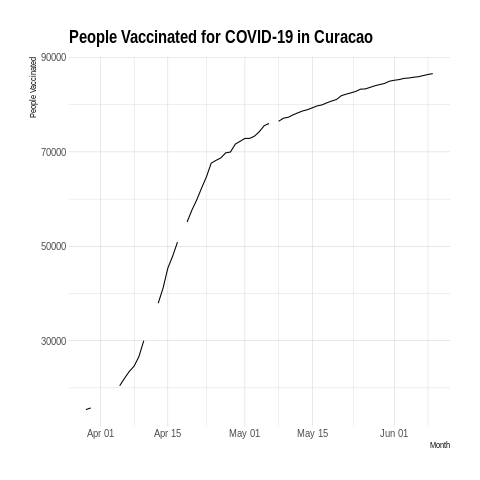 People Vaccinated for COVID-19 in Curacao
People Vaccinated
90000
70000
50000
30000
Apr 01
Apr 15
May 01
May 15
Jun 01
Month